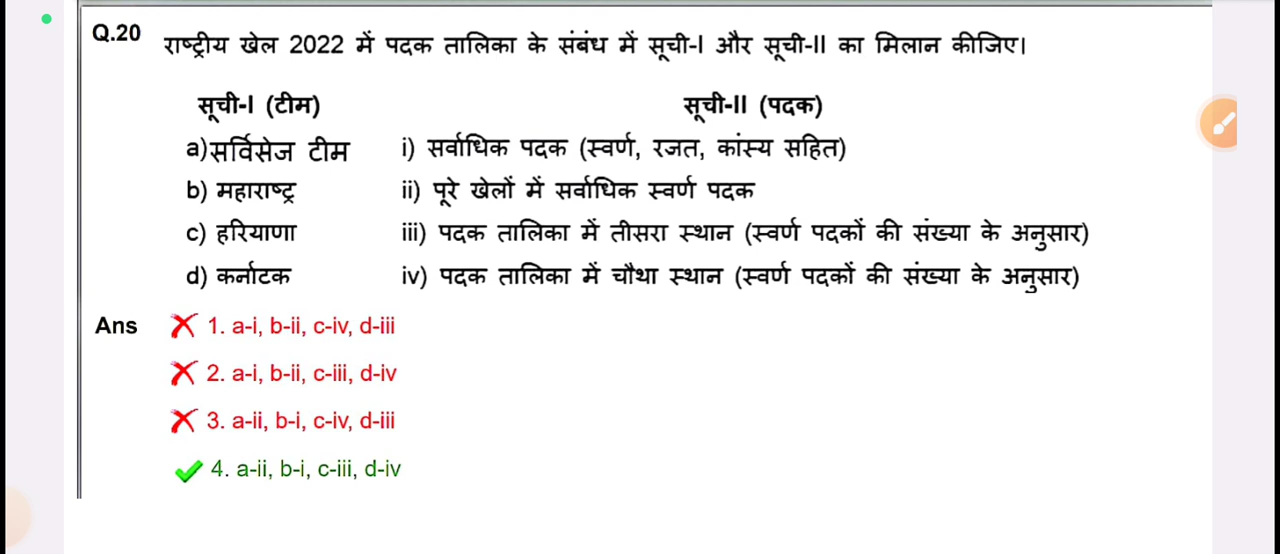 Q.20 राष्ट्रीय खेल 2022 में पदक तालिका के संबंध में सूची-I और सूची-II का मिलान कीजिए।
सूची-I (टीम) सूची-II (पदक)
a)सर्विसेज टीम i) सर्वाधिक पदक (स्वर्ण, रजत, कांस्य सहित)
b) महाराष्ट्र ii) पूरे खेलों में सर्वाधिक स्वर्ण पदक
c) हरियाणा iii) पदक तालिका में तीसरा स्थान (स्वर्ण पदकों की संख्या के अनुसार)
d) कर्नाटक iv) पदक तालिका में चौथा स्थान (स्वर्ण पदकों की संख्या के अनुसार)
Ans 1. a-i, b-ii, c-iv, d-iii
2. a-i, b-ii, c-iii, d-iv
3. a-ii, b-i, c-iv, d-iii
4. a-ii, b-i, c-iii, d-iv